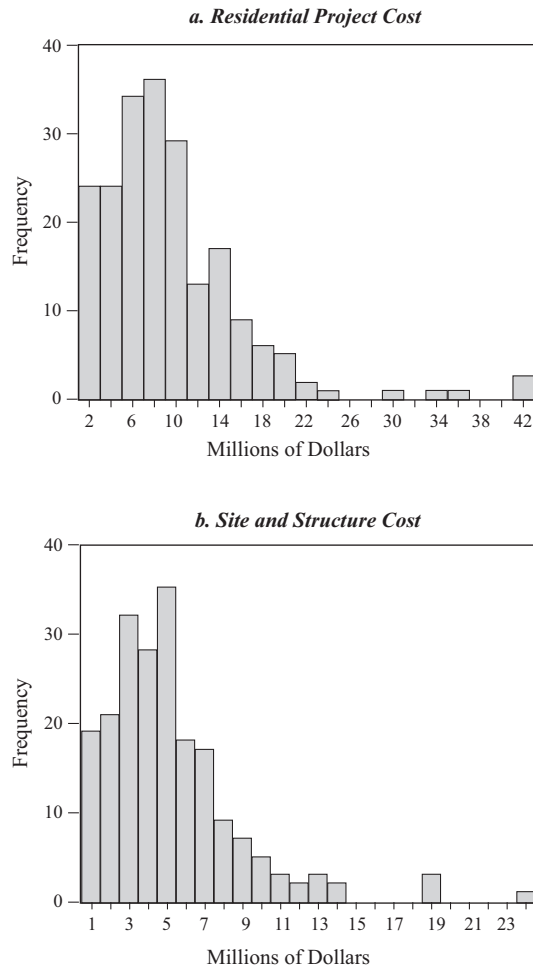 a. Residential Project Cost
40
30
20
10
0
Frequency
2 6 10 14 18 22 26 30 34 38 42
Millions of Dollars
b. Site and Structure Cost
40
30
20
10
0
Frequency
1 3 5 7 9 11 13 15 17 19 21 23
Millions of Dollars